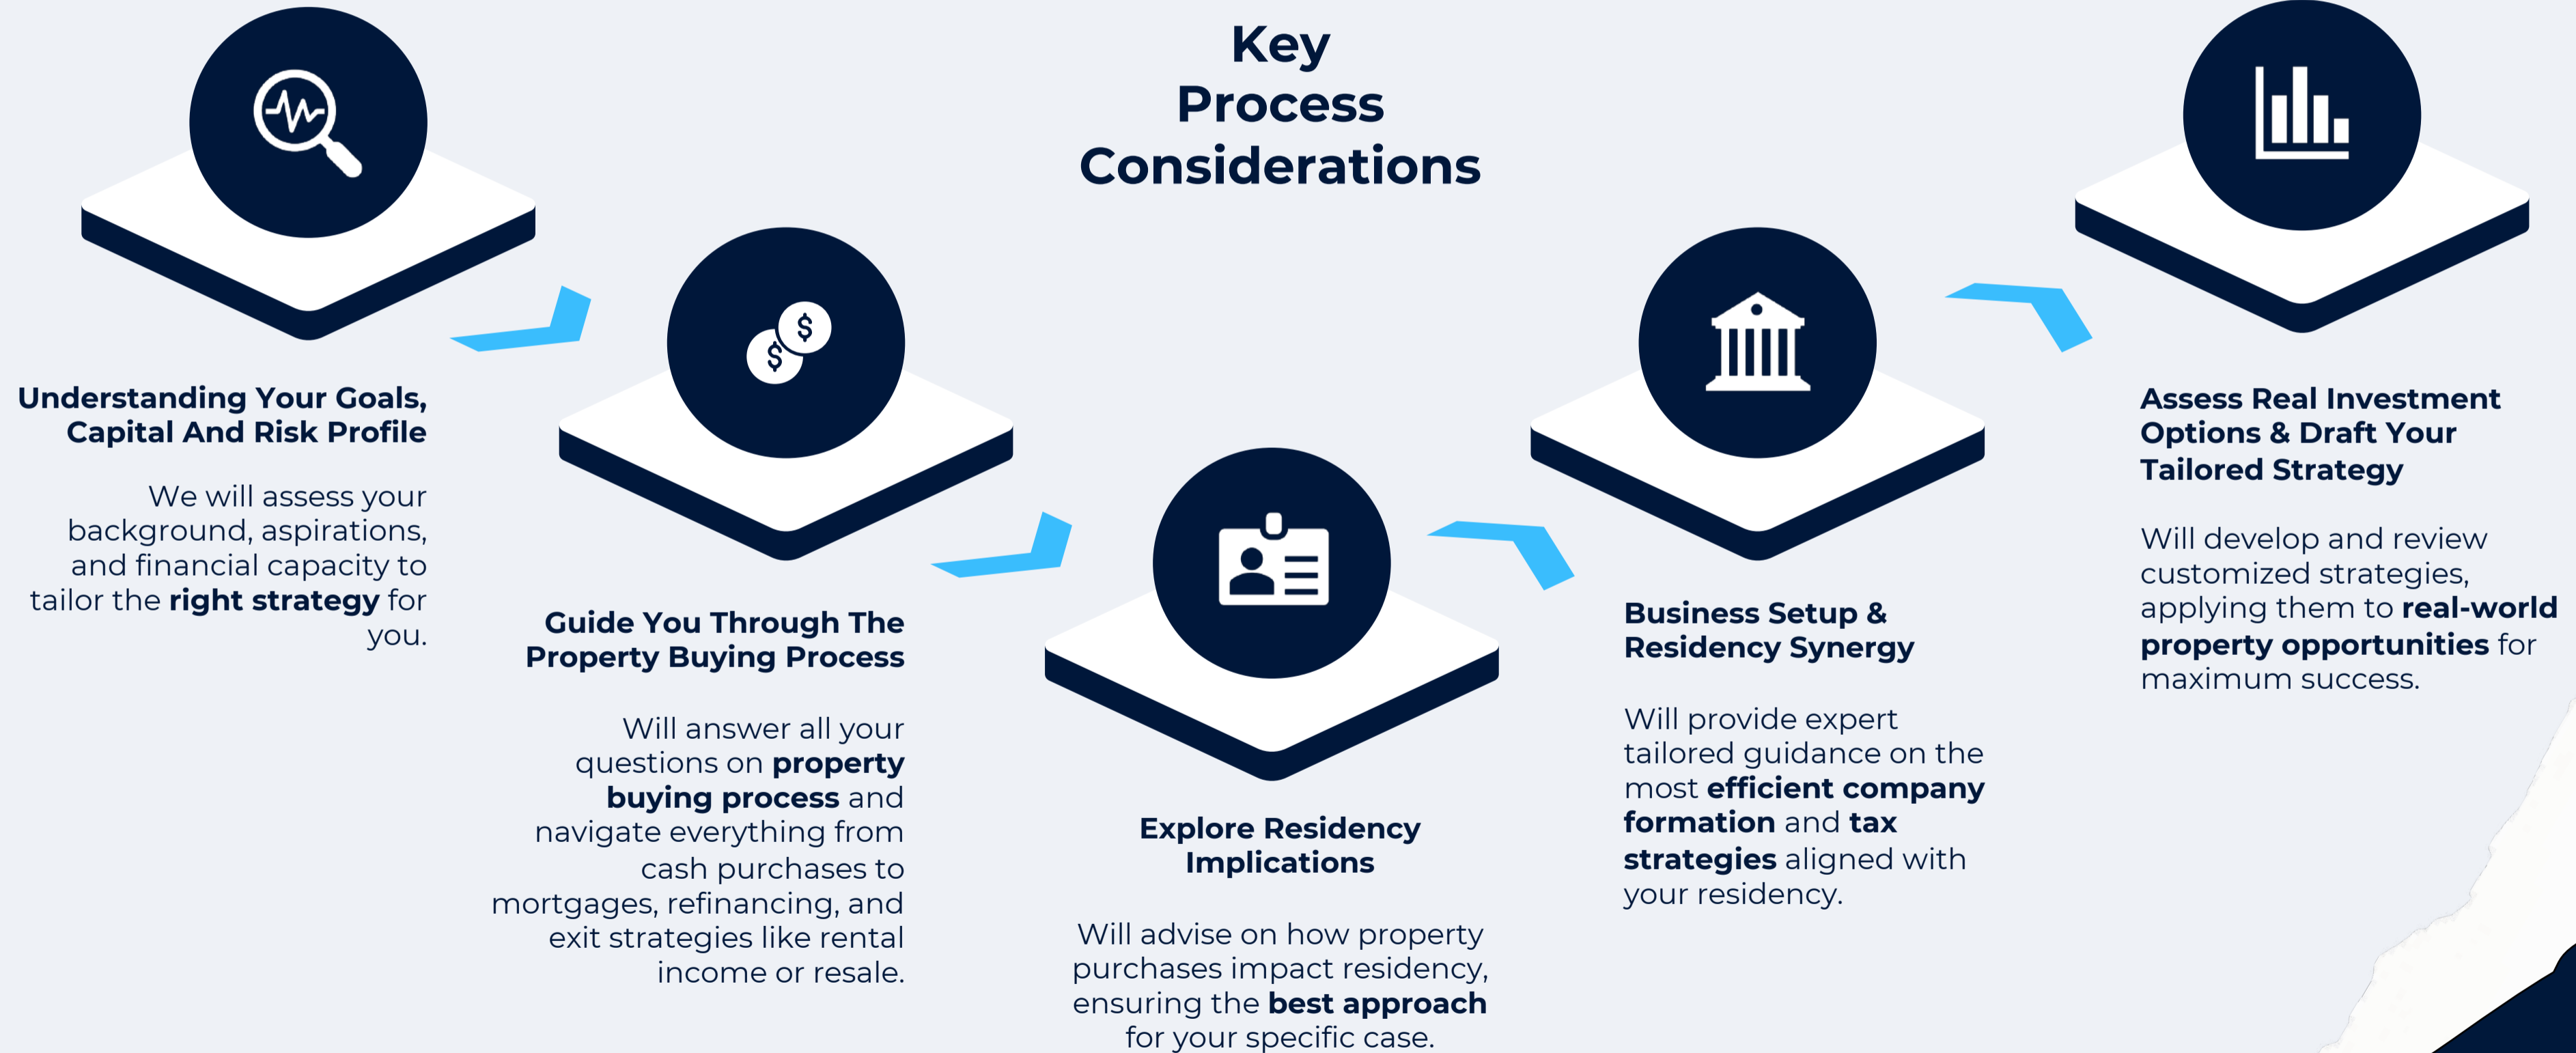 Key
Process
Considerations
Understanding Your Goals,
Capital And Risk Profile
We will assess your
background, aspirations,
and financial capacity to
tailor the right strategy for
you.
Guide You Through The
Property Buying Process
Will answer all your
questions on property
buying process and
navigate everything from
cash purchases to
mortgages, refinancing, and
exit strategies like rental
income or resale.
Explore Residency
Implications
Will advise on how property
purchases impact residency,
ensuring the best approach
for your specific case.
Business Setup &
Residency Synergy
Will provide expert
tailored guidance on the
most efficient company
formation and tax
strategies aligned with
your residency.
Assess Real Investment
Options & Draft Your
Tailored Strategy
Will develop and review
customized strategies,
applying them to real-world
property opportunities for
maximum success.
$
$